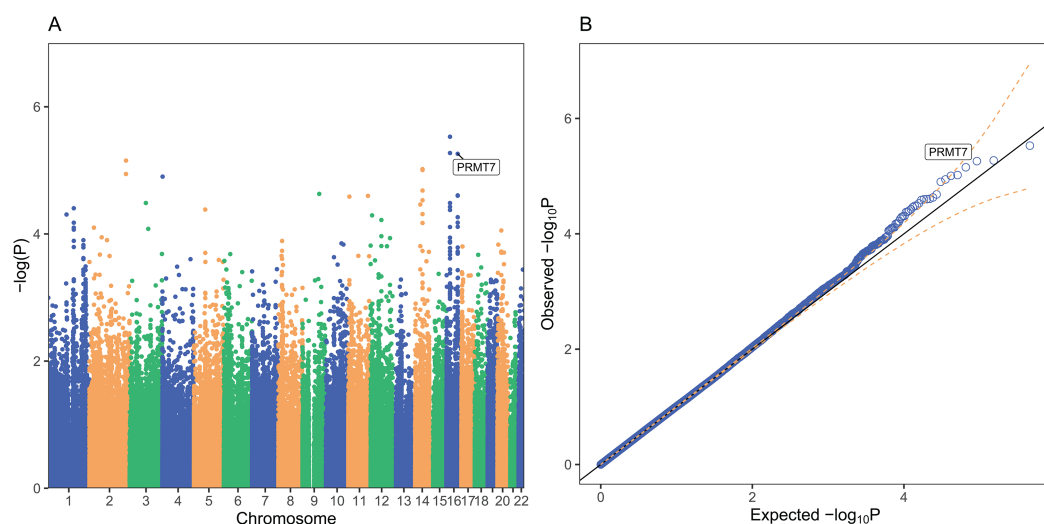 A
−log(P)
6
4
2
0
PRMT7
1 2 3 4 5 6 7 8 9 10 11 12 13 14 15 16 17 18 20 22
Chromosome
B
Observed −log10P
6
4
2
0
PRMT7
0 2 4
Expected −log10P